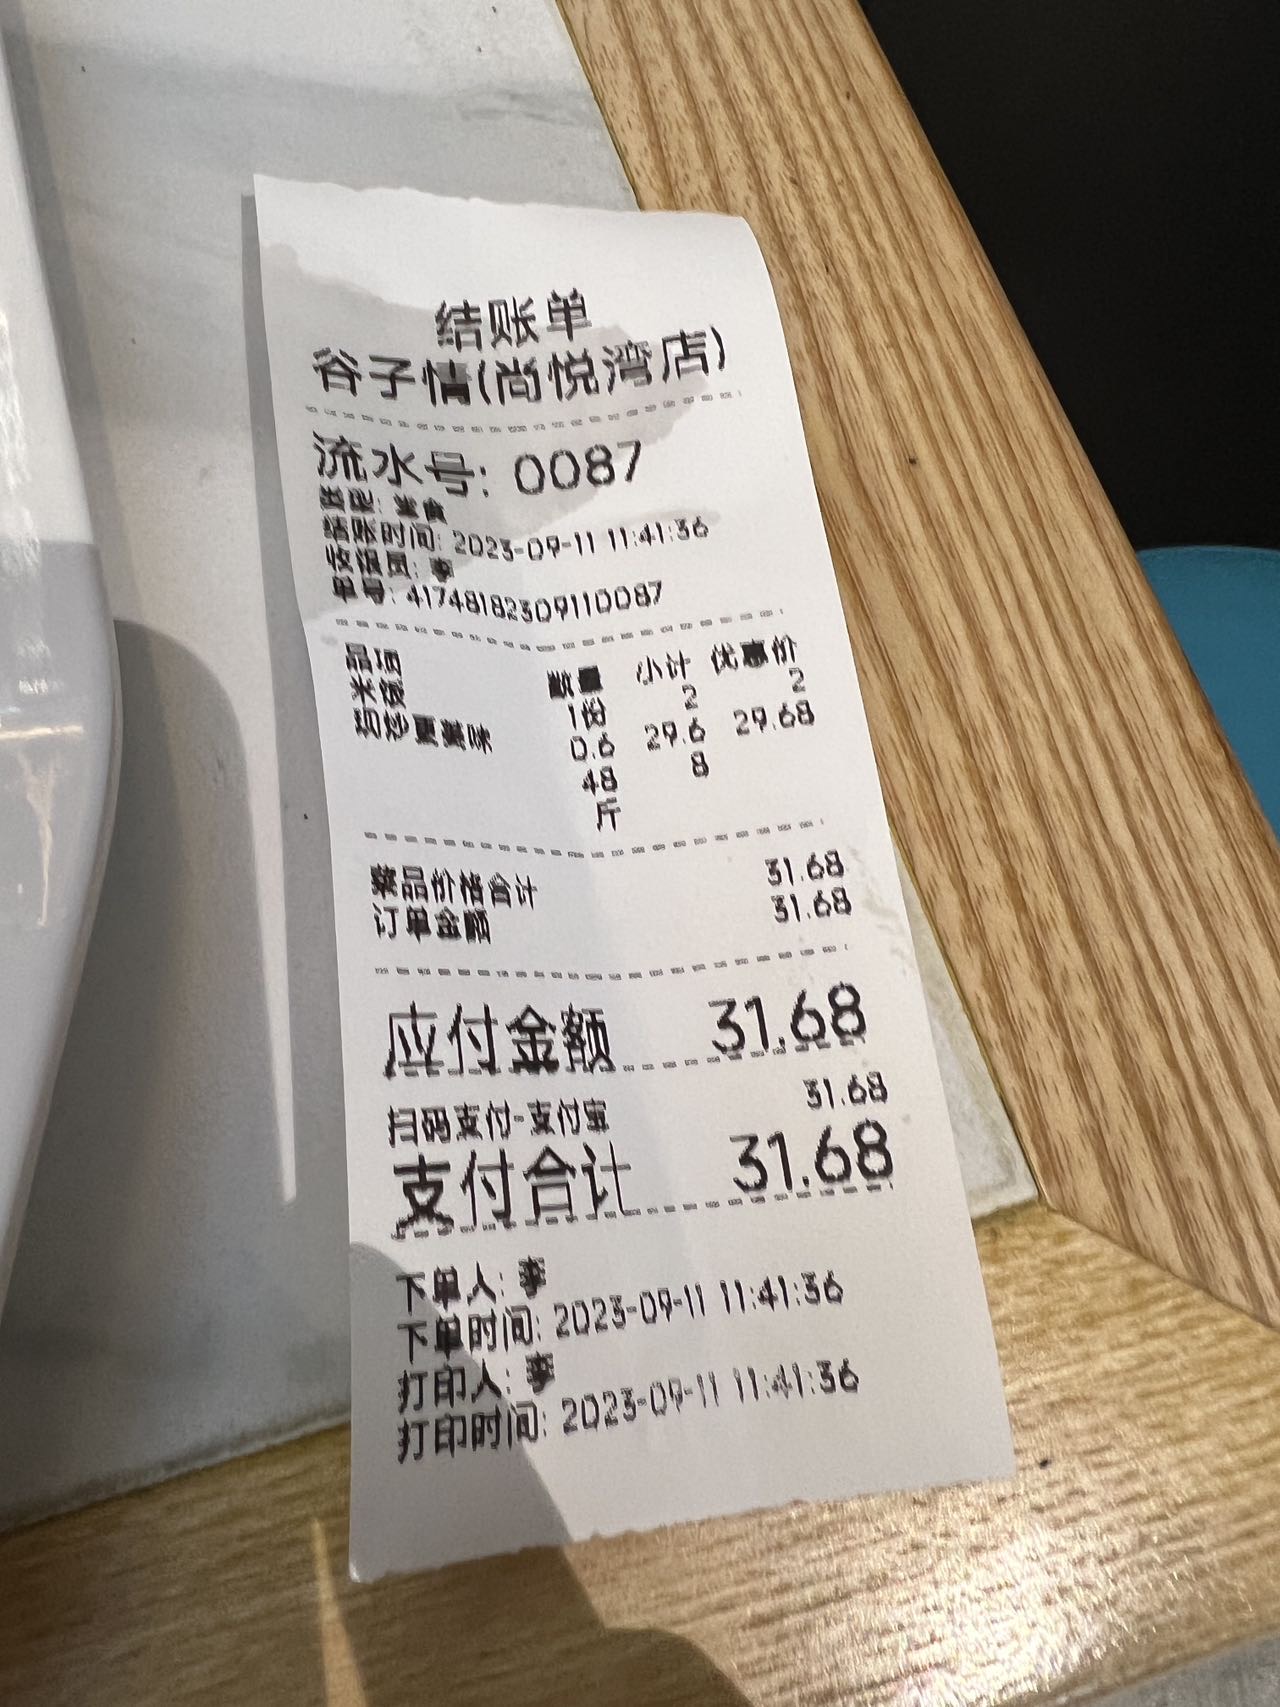 结账单
谷子情(尚悦湾店)
流水号: 0087
类型: 堂食
结账时间: 2023-09-11 11:41:36
收银员: 李
单号: 41748182309110087
品项 数量 小计 优惠价
米饭 1份 2 2
现炒更美味 0.6 29.6 29.68
48 8
斤
菜品价格合计 31.68
订单金额 31.68
应付金额 31.68
扫码支付-支付宝 31.68
支付合计 31.68
下单人: 李
下单时间: 2023-09-11 11:41:36
打印人: 李
打印时间: 2023-09-11 11:41:36